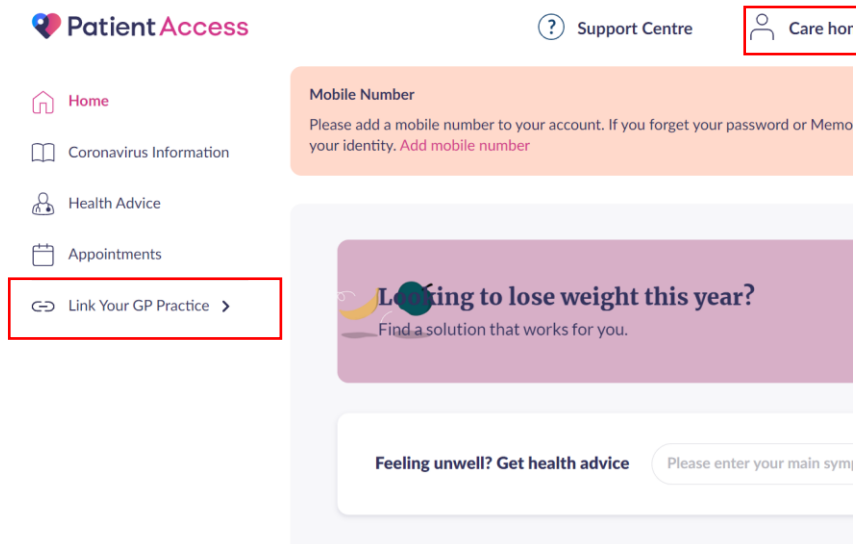 Patient Access
Support Centre
Care hor
Home
Coronavirus Information
Health Advice
Appointments
Link Your GP Practice
Mobile Number
Please add a mobile number to your account. If you forget your password or Memo
your identity. Add mobile number
Looking to lose weight this year?
Find a solution that works for you.
Feeling unwell? Get health advice
Please enter your main sym